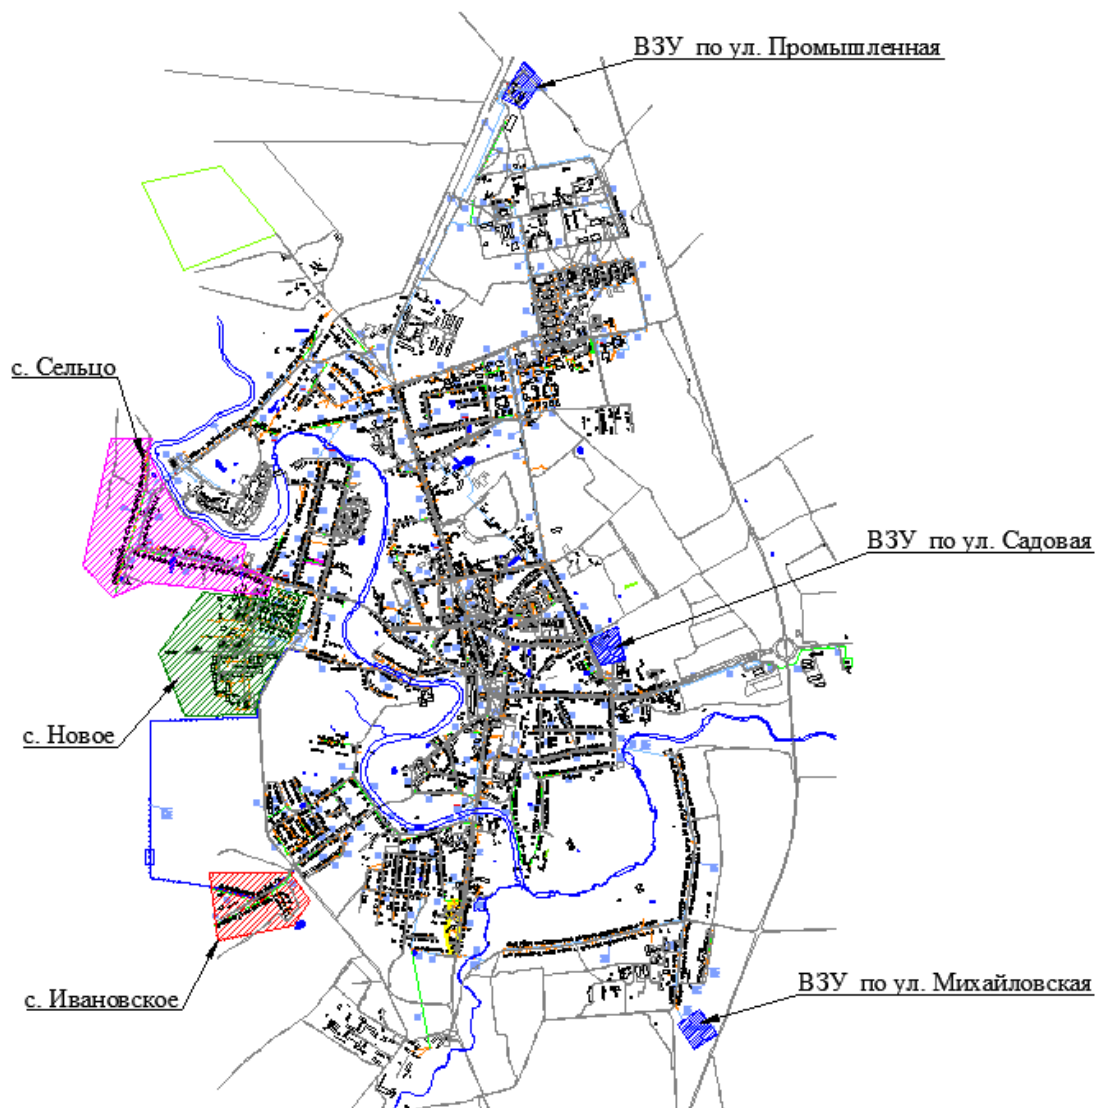 ВЗУ по ул. Промышленная
с. Сельцо
ВЗУ по ул. Садовая
с. Новое
с. Ивановское
ВЗУ по ул. Михайловская